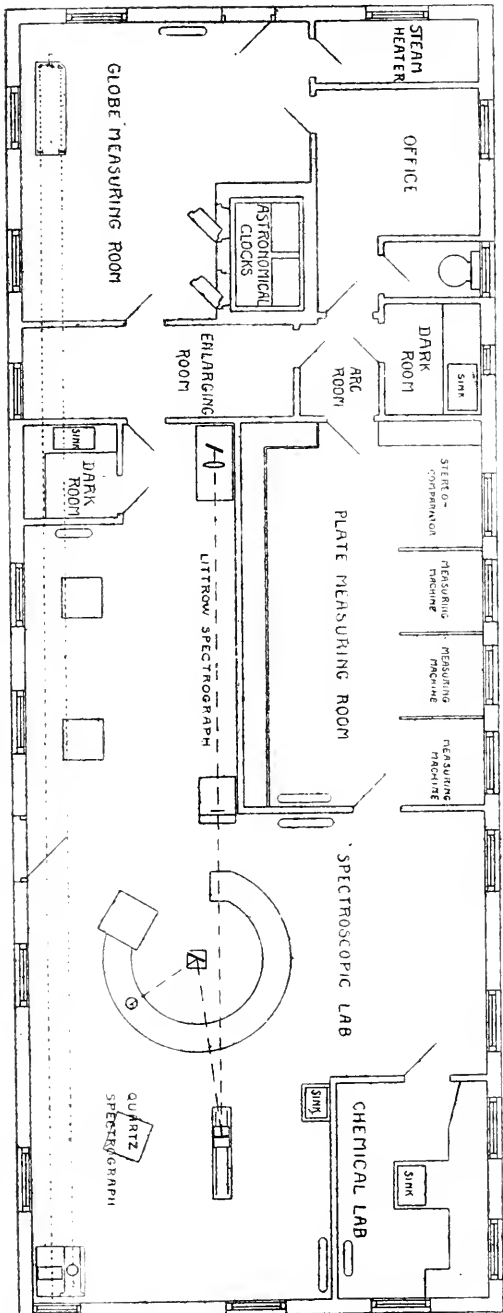 STEAM
HEATER
OFFICE
GLOBE MEASURING ROOM
ASTRONOMICAL
CLOCKS
DARK
ROOM
SINK
ARC
ROOM
ENLARGING
ROOM
SINK
DARK
ROOM
STEREO-
COMPARATOR
MEASURING
MACHINE
MEASURING
MACHINE
MEASURING
MACHINE
PLATE MEASURING ROOM
LITTROW SPECTROGRAPH
SPECTROSCOPIC LAB
QUARTZ
SPECTROGRAPH
SINK
CHEMICAL LAB
SINK